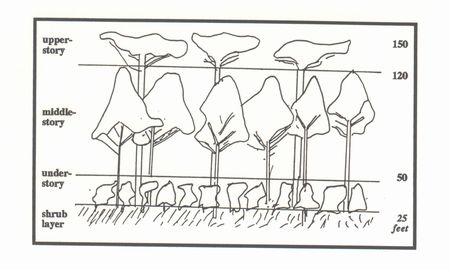 upper-
story
150
120
middle-
story
under-
story
50
shrub
layer
25
feet